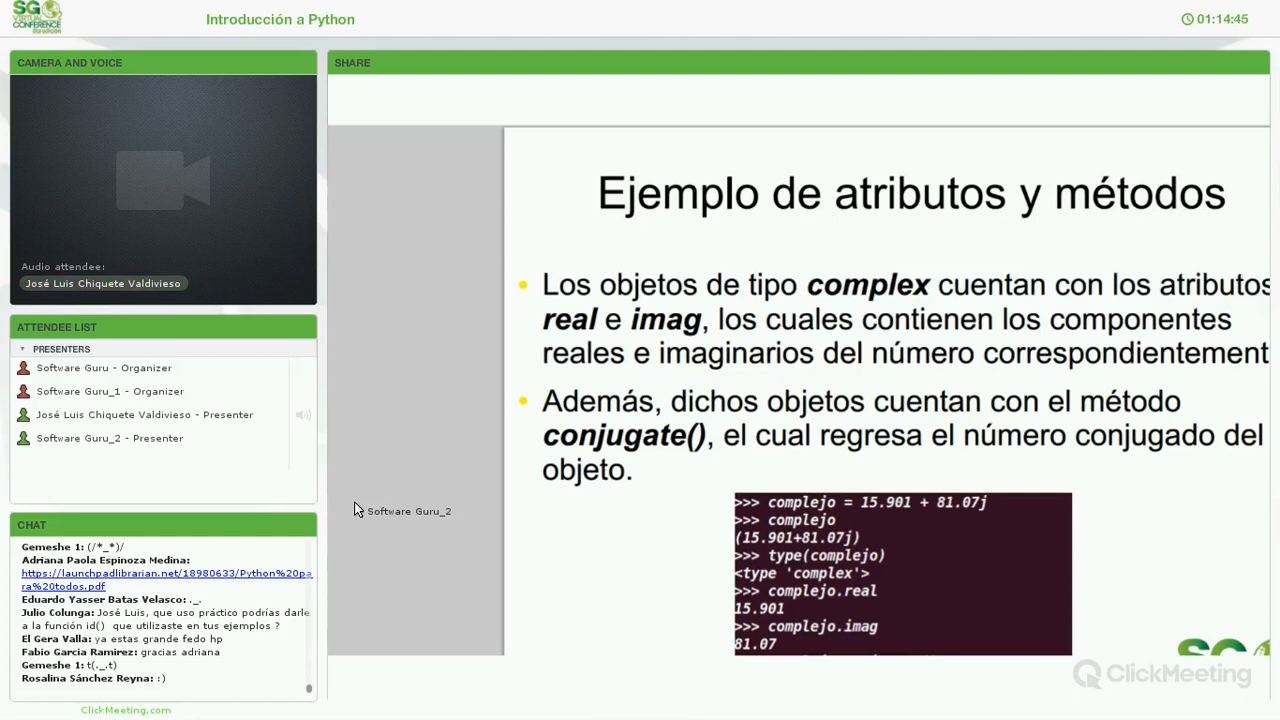 SG
VIRTUAL
CONFERENCE
Introducción a Python
01:14:45
CAMERA AND VOICE
Audio attendee:
José Luis Chiquete Valdivieso
ATTENDEE LIST
PRESENTERS
Software Guru - Organizer
Software Guru_1 - Organizer
José Luis Chiquete Valdivieso - Presenter
Software Guru_2 - Presenter
CHAT
Gemeshe 1: (/*_*)/
Adriana Paola Espinoza Medina:
https://launchpadlibrarian.net/18980633/Python%20pa
ra%20todos.pdf
Eduardo Yasser Batas Velasco: ._.
Julio Colunga: José Luis, que uso práctico podrías darle
a la función id() que utilizaste en tus ejemplos ?
El Gera Valla: ya estas grande fedo hp
Fabio Garcia Ramirez: gracias adriana
Gemeshe 1: t(._.t)
Rosalina Sánchez Reyna: :)
ClickMeeting.com
SHARE
Ejemplo de atributos y métodos
• Los objetos de tipo complex cuentan con los atributos
real e imag, los cuales contienen los componentes
reales e imaginarios del número correspondientement
• Además, dichos objetos cuentan con el método
conjugate(), el cual regresa el número conjugado del
objeto.
>>> complejo = 15.901 + 81.07j
>>> complejo
(15.901+81.07j)
>>> type(complejo)
<type 'complex'>
>>> complejo.real
15.901
>>> complejo.imag
81.07
Software Guru_2
SG
ClickMeeting